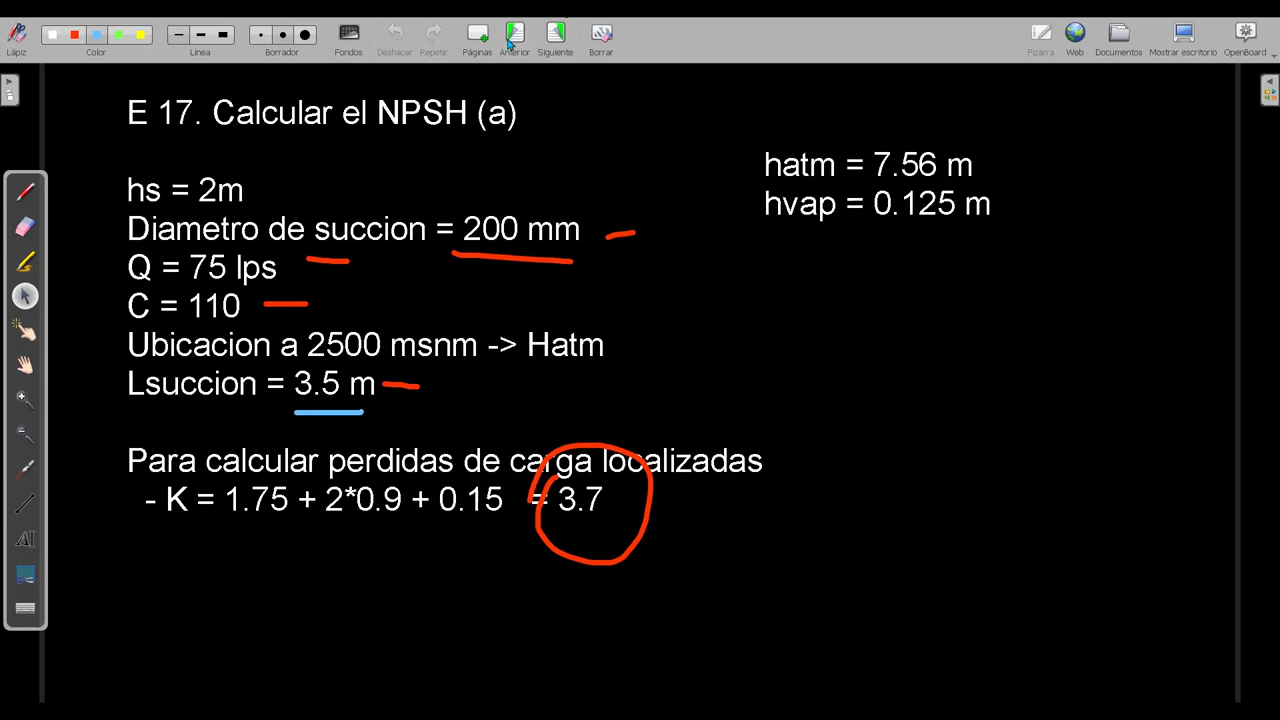 Lápiz
Color
Línea
Borrador
Fondos
Deshacer
Repetir
Páginas
Anterior
Siguiente
Borrar
Pizarra
Web
Documentos
Mostrar escritorio
OpenBoard
E 17. Calcular el NPSH (a)
hatm = 7.56 m
hvap = 0.125 m
hs = 2m
Diametro de succion = 200 mm
Q = 75 lps
C = 110
Ubicacion a 2500 msnm -> Hatm
Lsuccion = 3.5 m
Para calcular perdidas de carga localizadas
- K = 1.75 + 2*0.9 + 0.15 = 3.7
AI